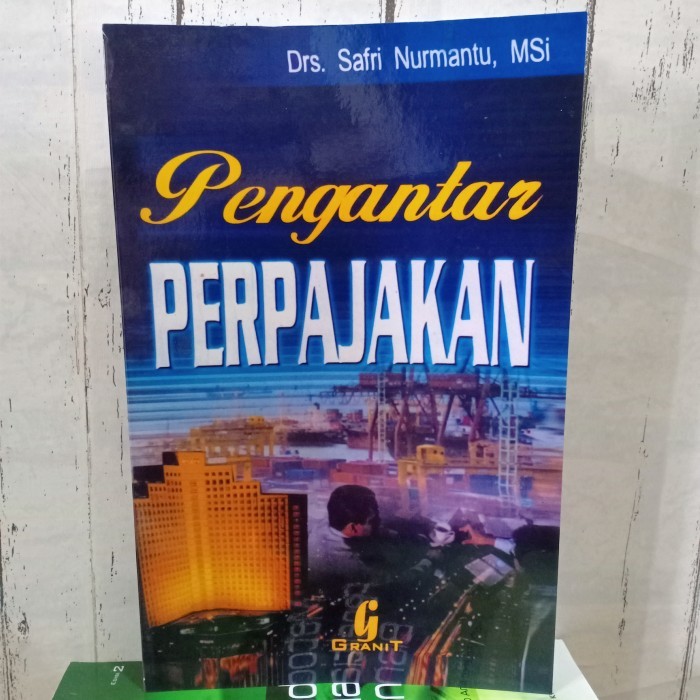 Drs. Safri Nurmantu, MSi
Pengantar
PERPAJAKAN
G
GRANIT